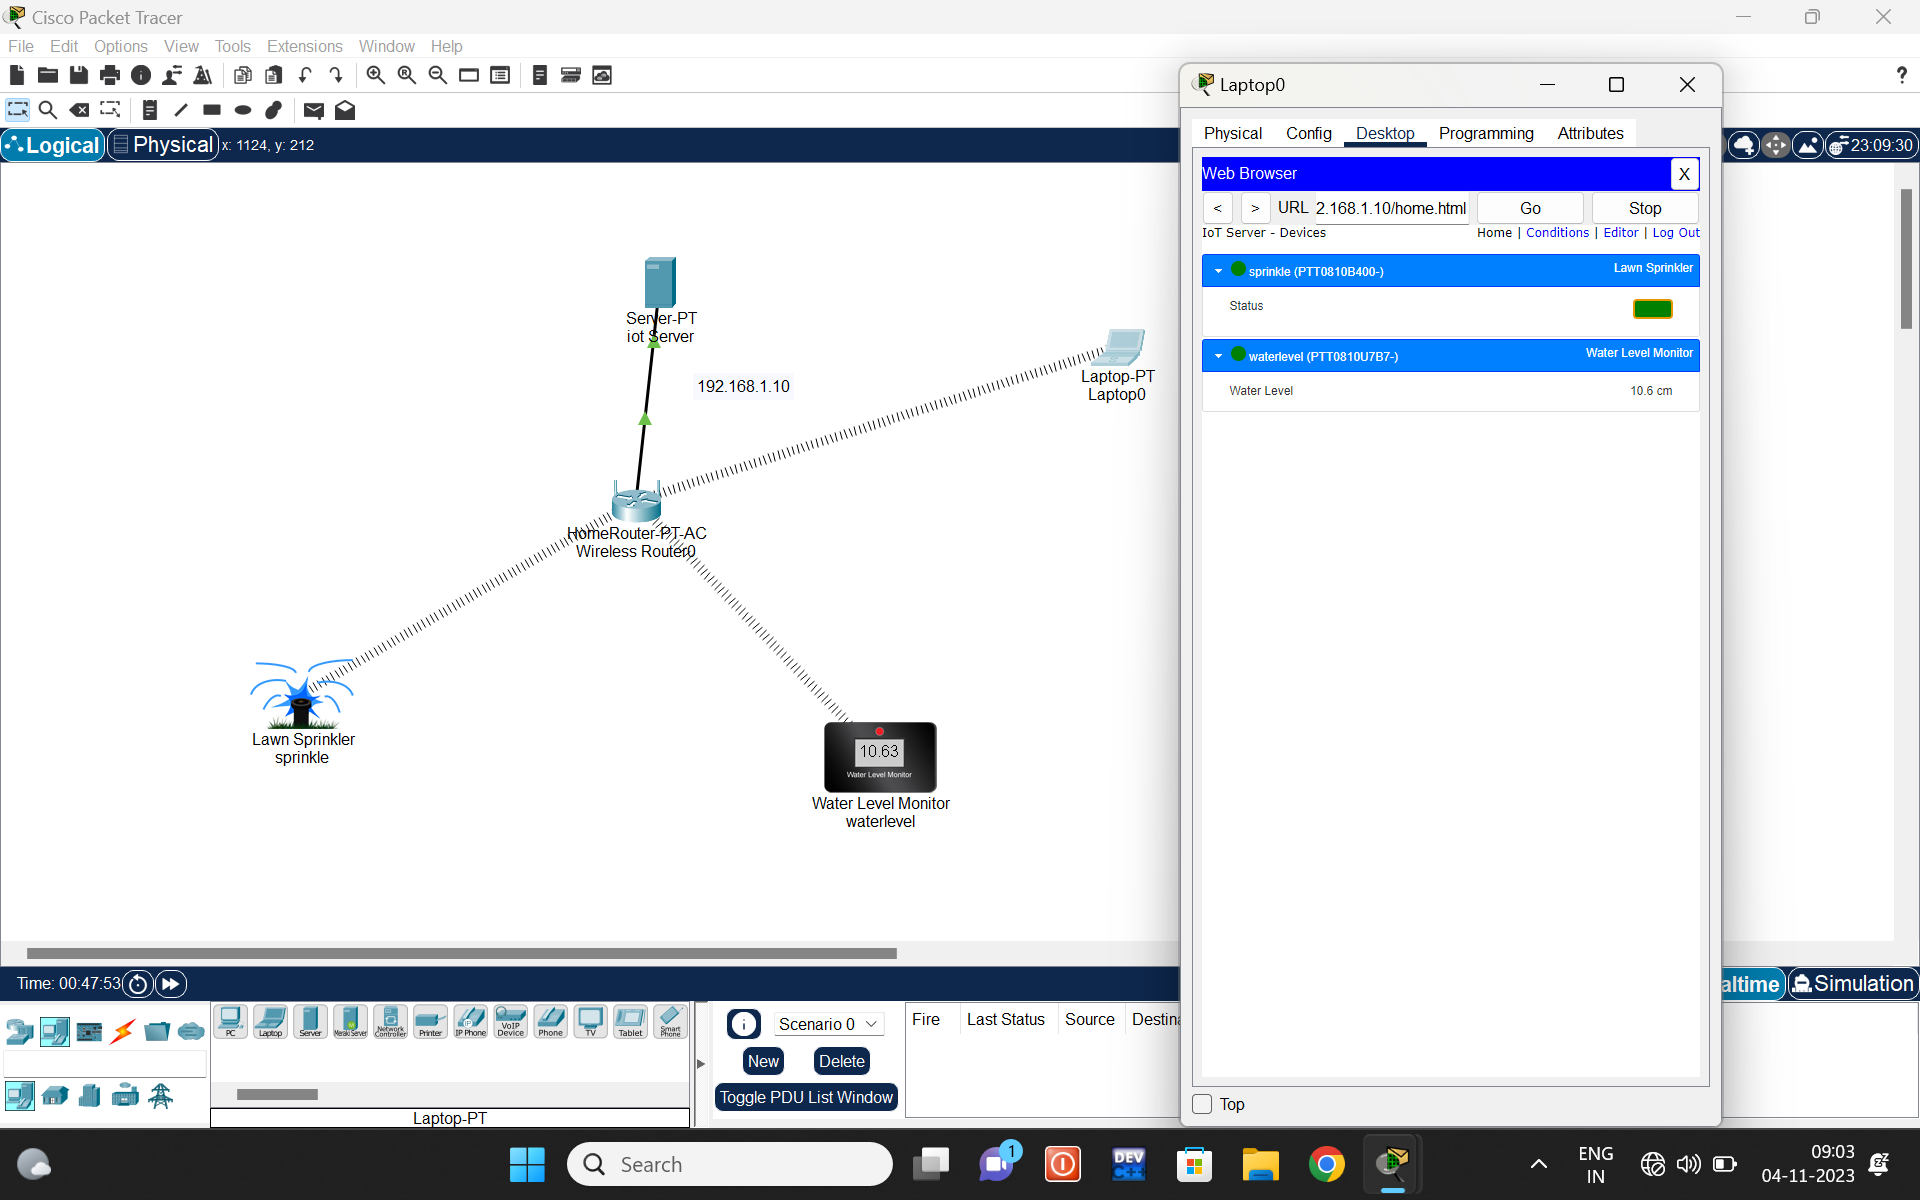 Cisco Packet Tracer
File Edit Options View Tools Extensions Window Help
Logical Physical x: 1124, y: 212
23:09:30
Server-PT
iot Server
192.168.1.10
Laptop-PT
Laptop0
HomeRouter-PT-AC
Wireless Router0
Lawn Sprinkler
sprinkle
10.63
Water Level Monitor
Water Level Monitor
waterlevel
Laptop0
Physical Config Desktop Programming Attributes
Web Browser X
< > URL 2.168.1.10/home.html Go Stop
IoT Server - Devices Home | Conditions | Editor | Log Out
sprinkle (PTT0810B400-) Lawn Sprinkler
Status
waterlevel (PTT0810U7B7-) Water Level Monitor
Water Level 10.6 cm
Top
Time: 00:47:53
altime Simulation
PC Laptop Server Meraki Server Network Controller Printer IP Phone VoIP Device Phone TV Tablet Smart Phone
Laptop-PT
Scenario 0
New Delete
Toggle PDU List Window
Fire Last Status Source Destina
Search
1
DEV C++
ENG
IN
09:03
04-11-2023